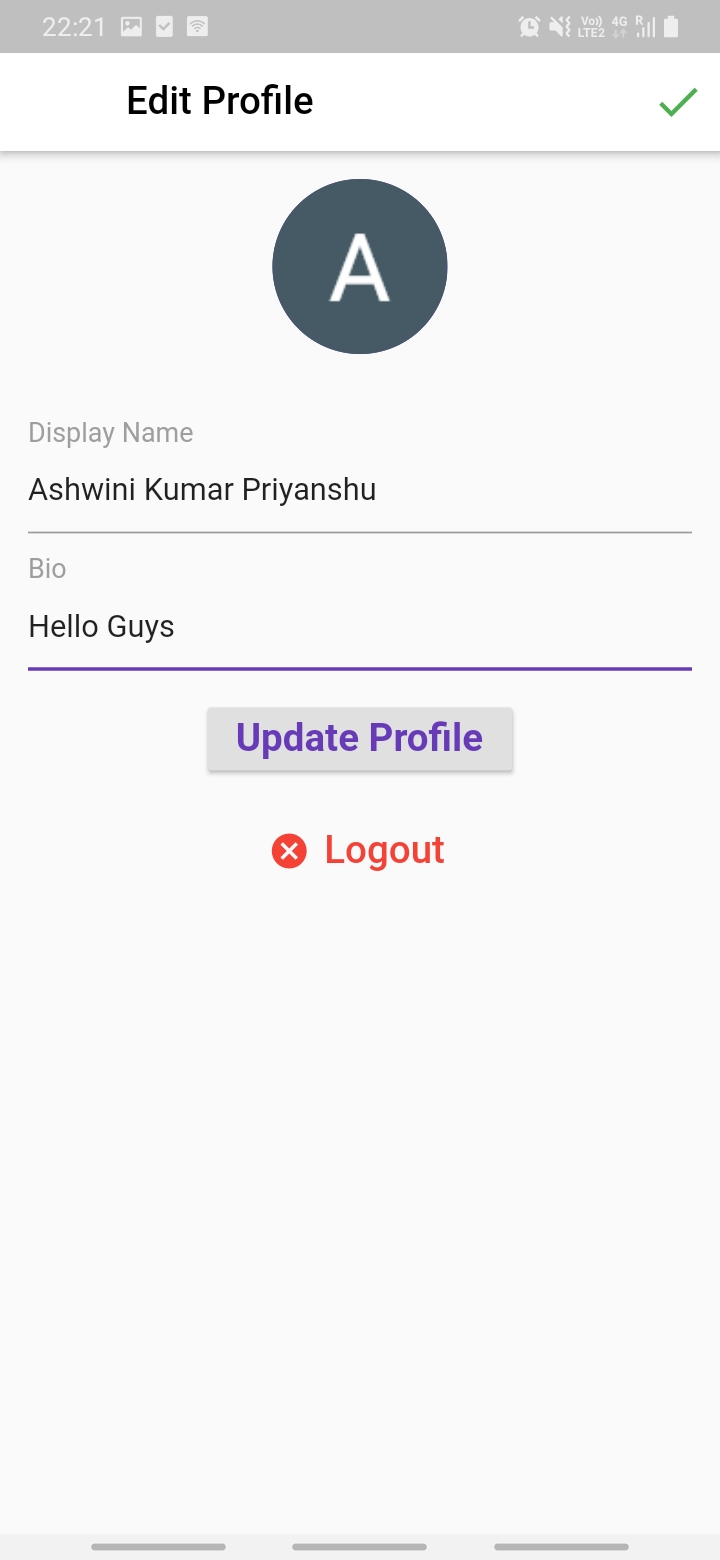 22:21 Vo)) LTE2 4G R
Edit Profile
A
Display Name
Ashwini Kumar Priyanshu
Bio
Hello Guys
Update Profile
Logout